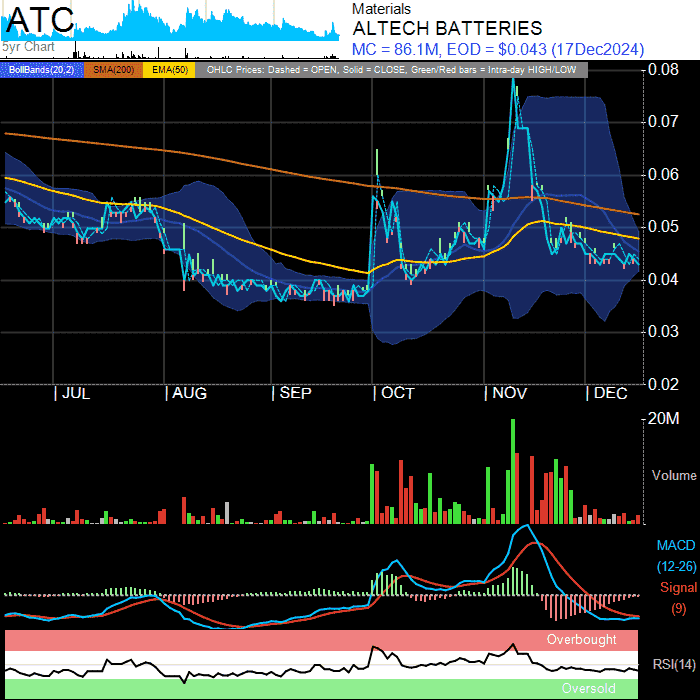 ATC
5yr Chart
Materials
ALTECH BATTERIES
MC = 86.1M, EOD = $0.043 (17Dec2024)
BollBands(20,2) SMA(200) EMA(50) OHLC Prices: Dashed = OPEN, Solid = CLOSE, Green/Red bars = Intra-day HIGH/LOW
0.08
0.07
0.06
0.05
0.04
0.03
0.02
| JUL | AUG | SEP | OCT | NOV | DEC
20M
Volume
MACD
(12-26)
Signal
(9)
Overbought
RSI(14)
Oversold